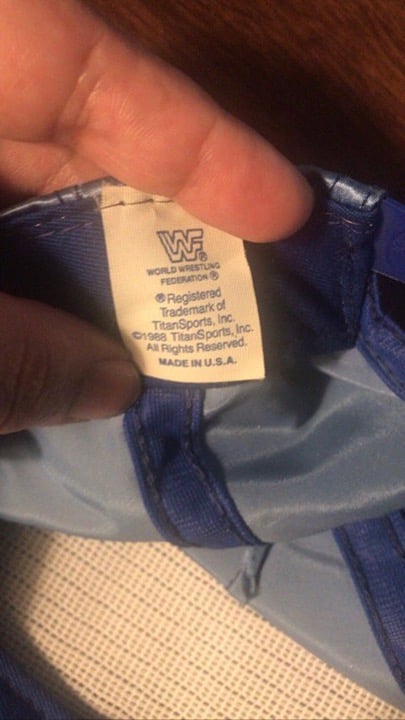 WF®
WORLD WRESTLING
FEDERATION ®
® Registered
Trademark of
TitanSports, Inc.
©1988 TitanSports, Inc.
All Rights Reserved.
MADE IN U.S.A.